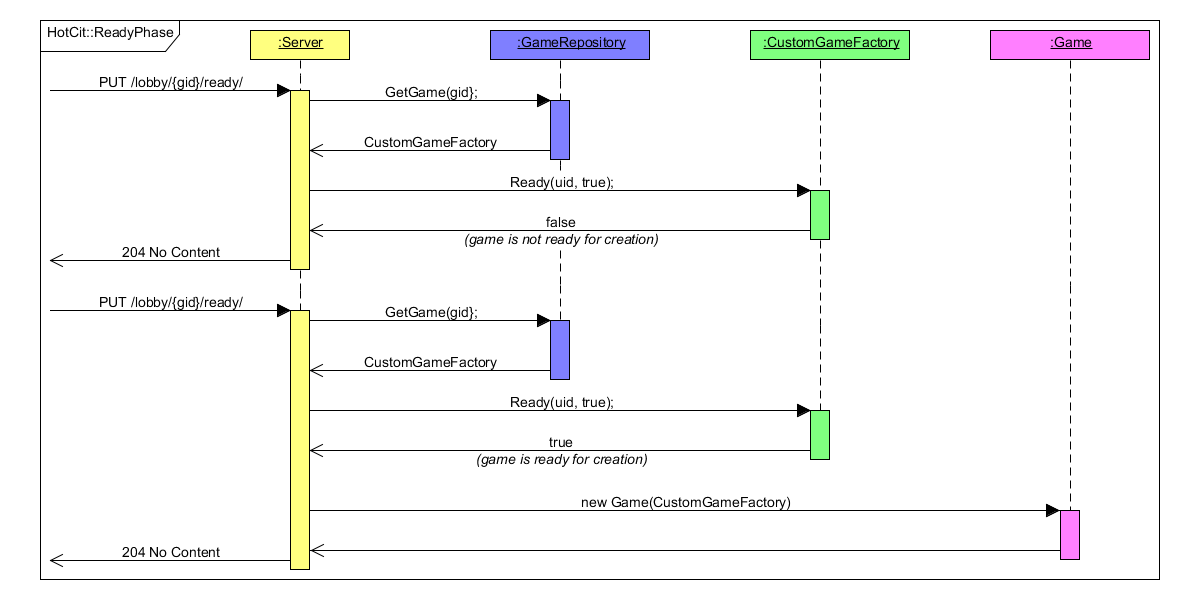 HotCit::ReadyPhase
:Server
:GameRepository
:CustomGameFactory
:Game
PUT /lobby/{gid}/ready/
GetGame(gid};
CustomGameFactory
Ready(uid, true);
false
(game is not ready for creation)
204 No Content
PUT /lobby/{gid}/ready/
GetGame(gid};
CustomGameFactory
Ready(uid, true);
true
(game is ready for creation)
new Game(CustomGameFactory)
204 No Content